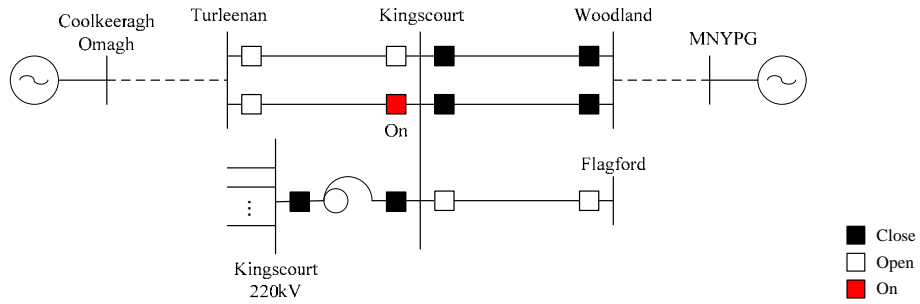 Turleenan
Kingscourt
Woodland
Coolkeeragh
Omagh
MNYPG
On
Flagford
Kingscourt
220kV
Close
Open
On